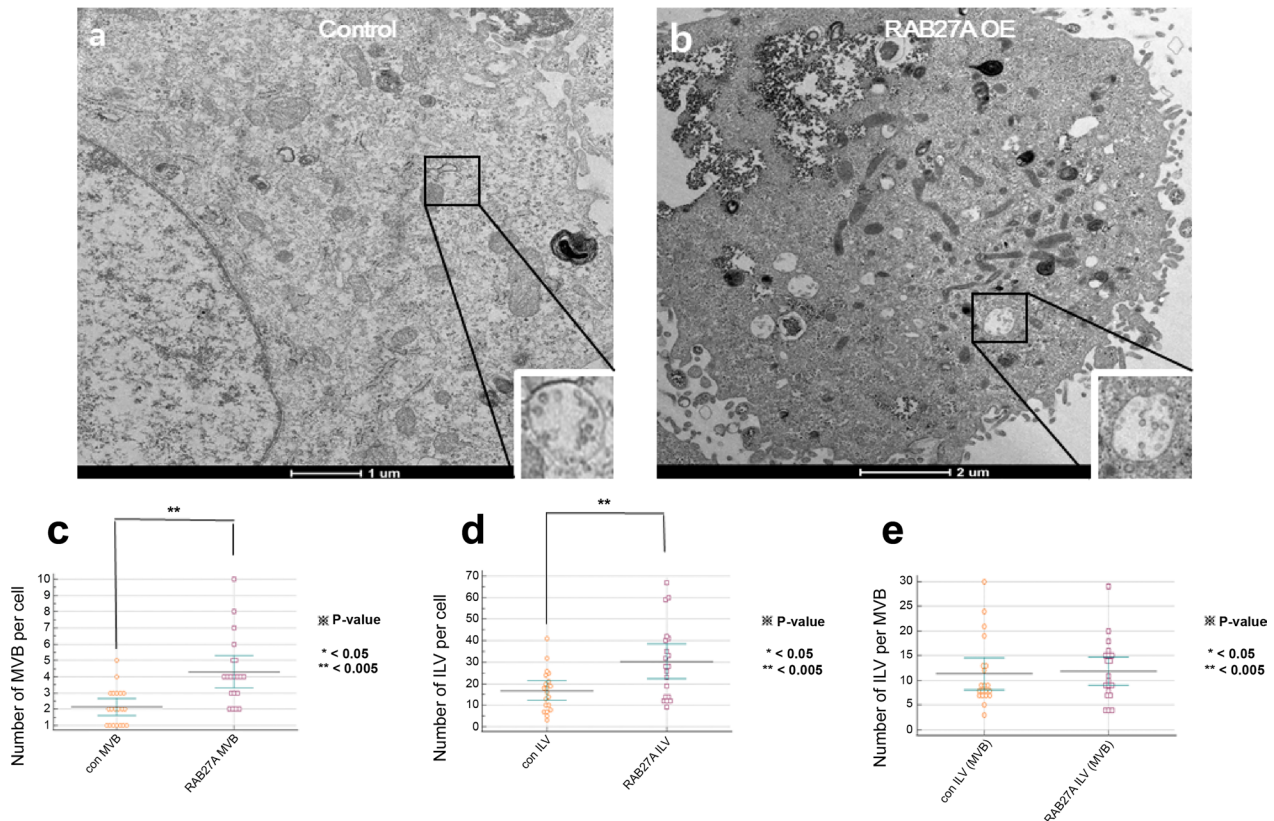 a
Control
1 um
b
RAB27A OE
2 um
c
**
Number of MVB per cell
10
9
8
7
6
5
4
3
2
1
con MVB
RAB27A MVB
※ P-value
* < 0.05
** < 0.005
d
**
Number of ILV per cell
70
60
50
40
30
20
10
0
con ILV
RAB27A ILV
※ P-value
* < 0.05
** < 0.005
e
Number of ILV per MVB
30
25
20
15
10
5
0
con ILV (MVB)
RAB27A ILV (MVB)
※ P-value
* < 0.05
** < 0.005